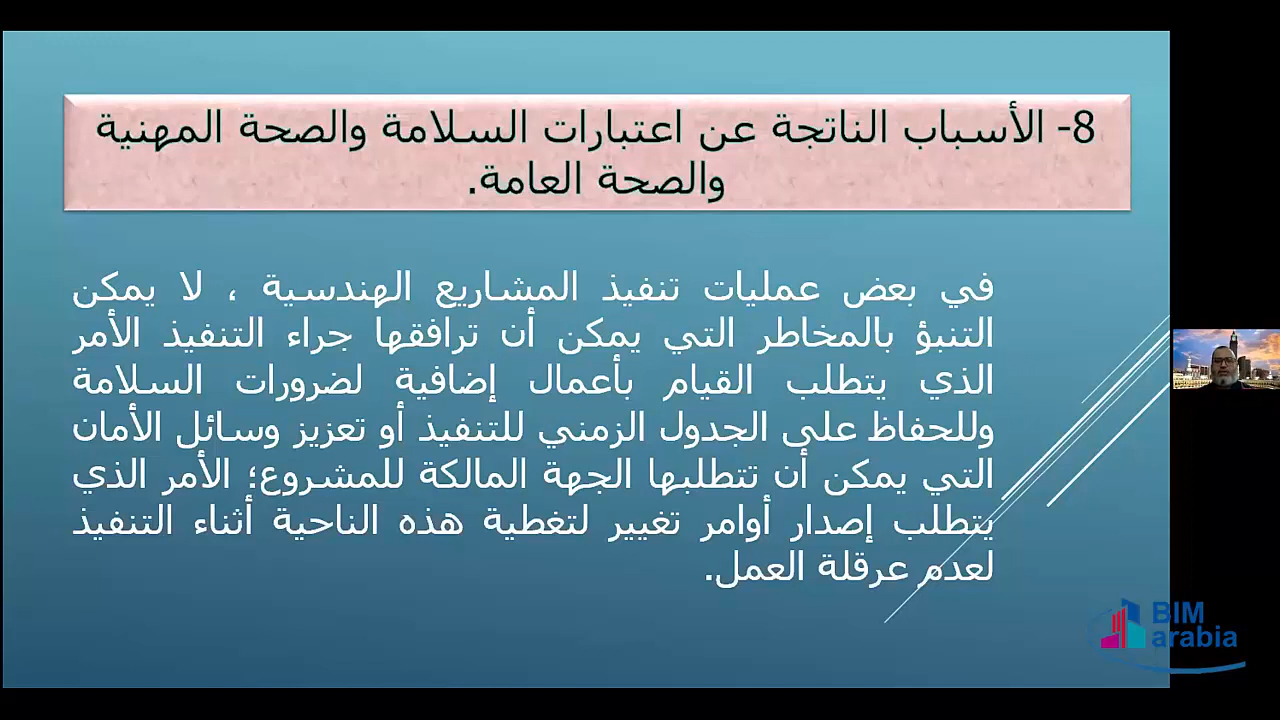 8- الأسباب الناتجة عن اعتبارات السلامة والصحة المهنية
والصحة العامة.
في بعض عمليات تنفيذ المشاريع الهندسية ، لا يمكن
التنبؤ بالمخاطر التي يمكن أن ترافقها جراء التنفيذ الأمر
الذي يتطلب القيام بأعمال إضافية لضرورات السلامة
وللحفاظ على الجدول الزمني للتنفيذ أو تعزيز وسائل الأمان
التي يمكن أن تتطلبها الجهة المالكة للمشروع؛ الأمر الذي
يتطلب إصدار أوامر تغيير لتغطية هذه الناحية أثناء التنفيذ
لعدم عرقلة العمل.
BIM
arabia